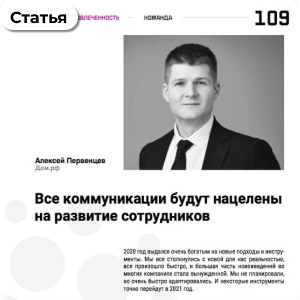 Статья
ВЛЕЧЕННОСТЬ КОМАНДА 109
Алексей Первенцев
Дом.рф
Все коммуникации будут нацелены
на развитие сотрудников
2020 год выдался очень богатым на новые подходы и инстру-
менты. Мы все столкнулись с новой для нас реальностью,
все произошло быстро, и большая часть нововведений во
многих компаниях стала вынужденной. Мы не планировали,
но очень быстро адаптировались. И некоторые инструменты
точно перейдут в 2021 год.